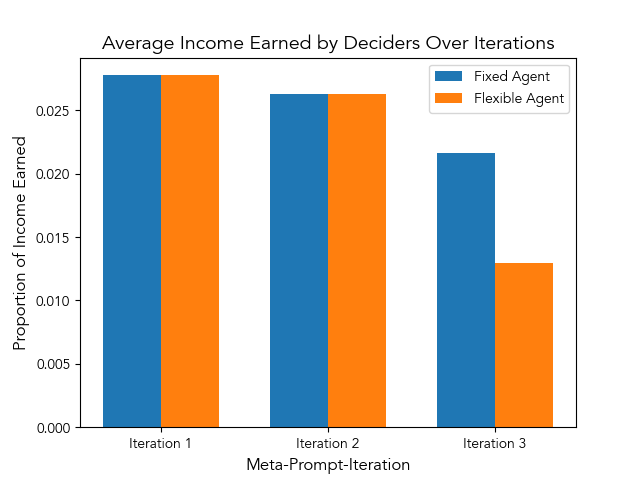 Average Income Earned by Deciders Over Iterations
Fixed Agent
Flexible Agent
Proportion of Income Earned
0.025
0.020
0.015
0.010
0.005
0.000
Iteration 1
Iteration 2
Iteration 3
Meta-Prompt-Iteration